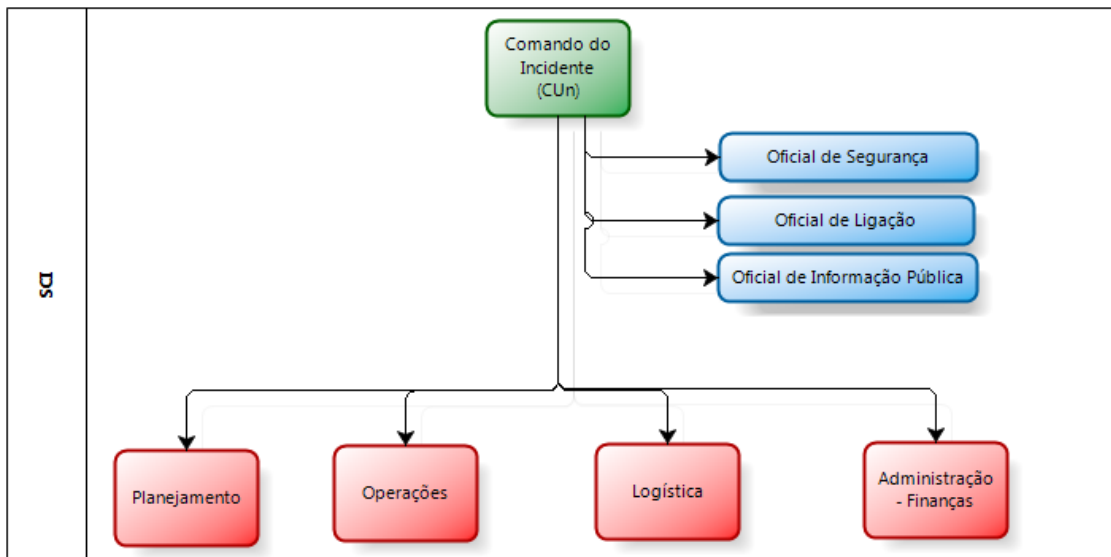 Comando do
Incidente
(CUn)
Oficial de Segurança
Oficial de Ligação
Oficial de Informação Pública
SCI
Planejamento
Operações
Logística
Administração
- Finanças